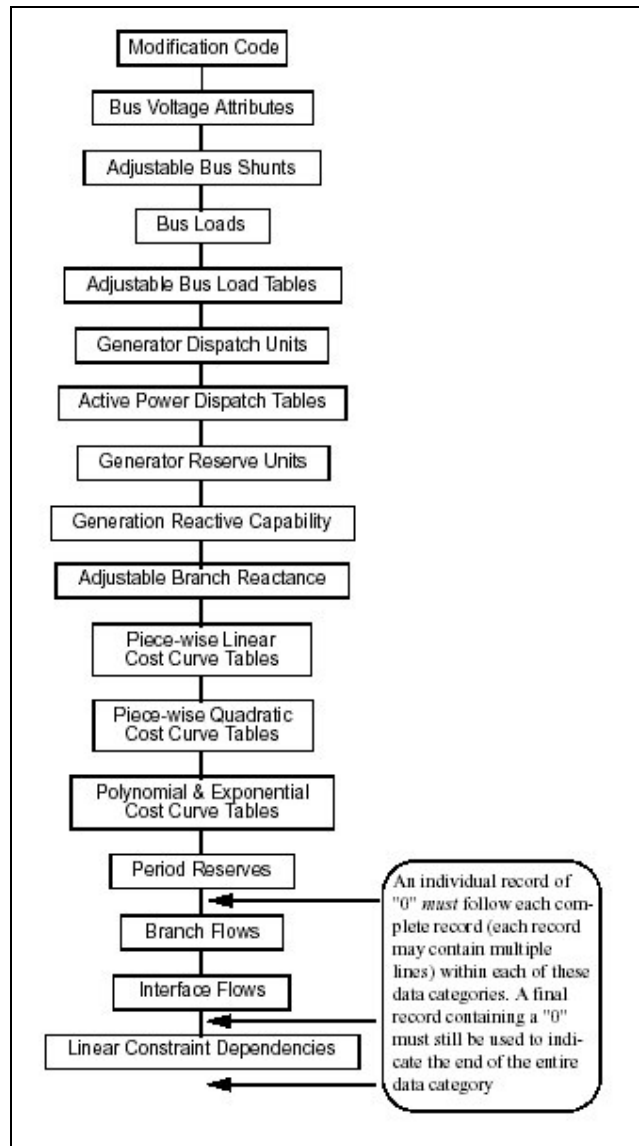 Modification Code
Bus Voltage Attributes
Adjustable Bus Shunts
Bus Loads
Adjustable Bus Load Tables
Generator Dispatch Units
Active Power Dispatch Tables
Generator Reserve Units
Generation Reactive Capability
Adjustable Branch Reactance
Piece-wise Linear
Cost Curve Tables
Piece-wise Quadratic
Cost Curve Tables
Polynomial & Exponential
Cost Curve Tables
Period Reserves
Branch Flows
Interface Flows
Linear Constraint Dependencies
An individual record of
"0" must follow each com-
plete record (each record
may contain multiple
lines) within each of these
data categories. A final
record containing a "0"
must still be used to indi-
cate the end of the entire
data category